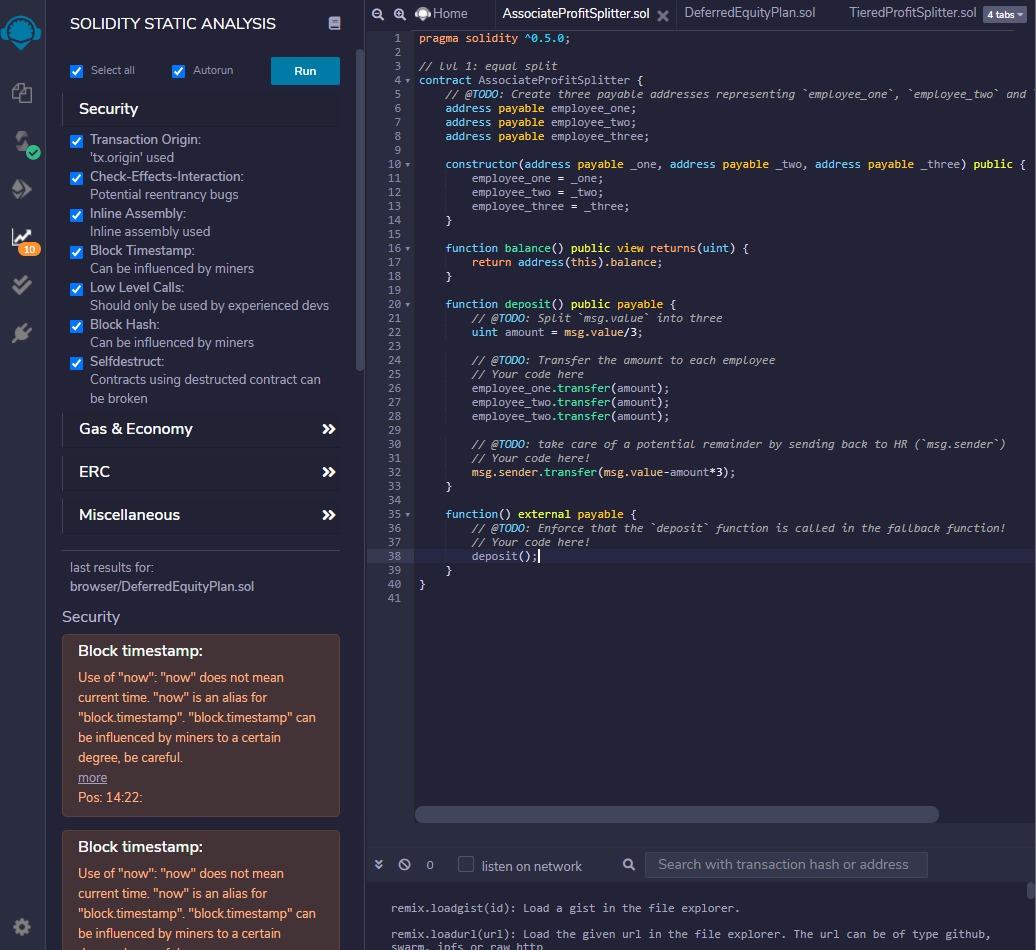 SOLIDITY STATIC ANALYSIS
Select all
Autorun
Run
Security
Transaction Origin:
'tx.origin' used
Check-Effects-Interaction:
Potential reentrancy bugs
Inline Assembly:
Inline assembly used
Block Timestamp:
Can be influenced by miners
Low Level Calls:
Should only be used by experienced devs
Block Hash:
Can be influenced by miners
Selfdestruct:
Contracts using destructed contract can
be broken
Gas & Economy
ERC
Miscellaneous
last results for:
browser/DeferredEquityPlan.sol
Security
Block timestamp:
Use of "now": "now" does not mean
current time. "now" is an alias for
"block.timestamp". "block.timestamp" can
be influenced by miners to a certain
degree, be careful.
more
Pos: 14:22:
Block timestamp:
Use of "now": "now" does not mean
current time. "now" is an alias for
"block.timestamp". "block.timestamp" can
be influenced by miners to a certain
10
Home
AssociateProfitSplitter.sol
DeferredEquityPlan.sol
TieredProfitSplitter.sol
4 tabs
1 pragma solidity ^0.5.0;
2
3 // lvl 1: equal split
4 contract AssociateProfitSplitter {
5 // @TODO: Create three payable addresses representing `employee_one`, `employee_two` and `
6 address payable employee_one;
7 address payable employee_two;
8 address payable employee_three;
9
10 constructor(address payable _one, address payable _two, address payable _three) public {
11 employee_one = _one;
12 employee_two = _two;
13 employee_three = _three;
14 }
15
16 function balance() public view returns(uint) {
17 return address(this).balance;
18 }
19
20 function deposit() public payable {
21 // @TODO: Split `msg.value` into three
22 uint amount = msg.value/3;
23
24 // @TODO: Transfer the amount to each employee
25 // Your code here
26 employee_one.transfer(amount);
27 employee_two.transfer(amount);
28 employee_two.transfer(amount);
29
30 // @TODO: take care of a potential remainder by sending back to HR (`msg.sender`)
31 // Your code here!
32 msg.sender.transfer(msg.value-amount*3);
33 }
34
35 function() external payable {
36 // @TODO: Enforce that the `deposit` function is called in the fallback function!
37 // Your code here!
38 deposit();
39 }
40 }
41
0
listen on network
Search with transaction hash or address
remix.loadgist(id): Load a gist in the file explorer.
remix.loadurl(url): Load the given url in the file explorer. The url can be of type github,
swarm, ipfs or raw http